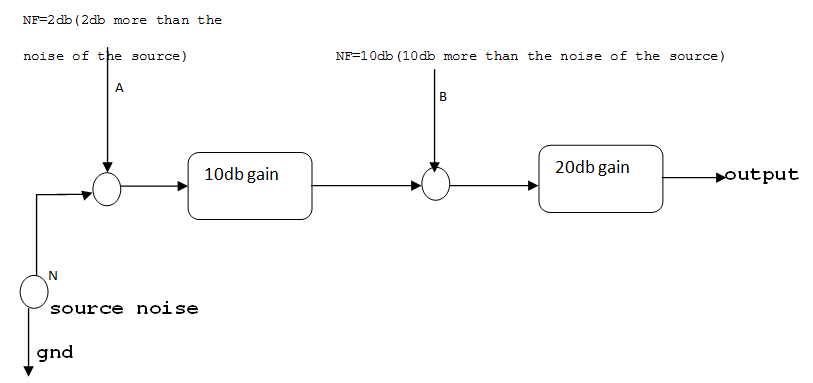 NF=2db(2db more than the
noise of the source)
NF=10db(10db more than the noise of the source)
A
B
10db gain
20db gain
output
N
source noise
gnd